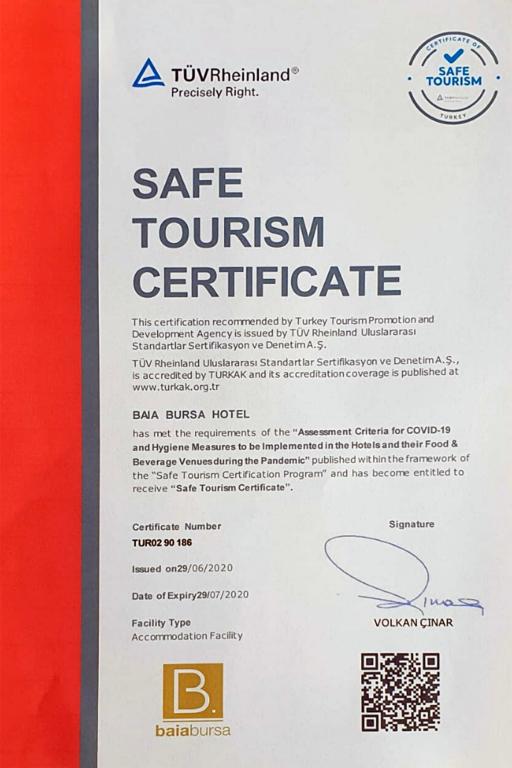 TÜVRheinland®
Precisely Right.
CERTIFICATE OF
SAFE
TOURISM
TURKEY
SAFE
TOURISM
CERTIFICATE
This certification recommended by Turkey Tourism Promotion and
Development Agency is issued by TÜV Rheinland Uluslararası
Standartlar Sertifikasyon ve Denetim A.Ş.
TÜV Rheinland Uluslararası Standartlar Sertifikasyon ve Denetim A.Ş.,
is accredited by TURKAK and its accreditation coverage is published at
www.turkak.org.tr
BAIA BURSA HOTEL
has met the requirements of the "Assessment Criteria for COVID-19
and Hygiene Measures to be Implemented in the Hotels and their Food &
Beverage Venues during the Pandemic" published within the framework of
the "Safe Tourism Certification Program" and has become entitled to
receive "Safe Tourism Certificate".
Certificate Number
TUR02 90 186
Issued on29/06/2020
Date of Expiry29/07/2020
Facility Type
Accommodation Facility
Signature
VOLKAN ÇINAR
B.
baiabursa